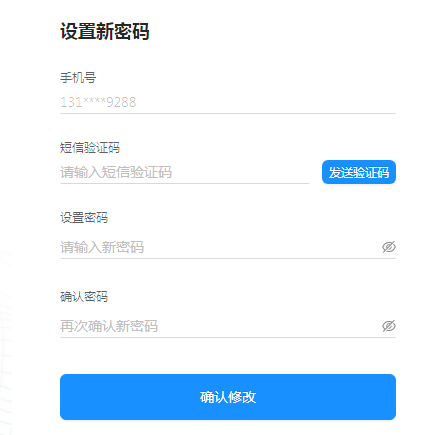 设置新密码
手机号
131****9288
短信验证码
请输入短信验证码
发送验证码
设置密码
请输入新密码
确认密码
再次确认新密码
确认修改